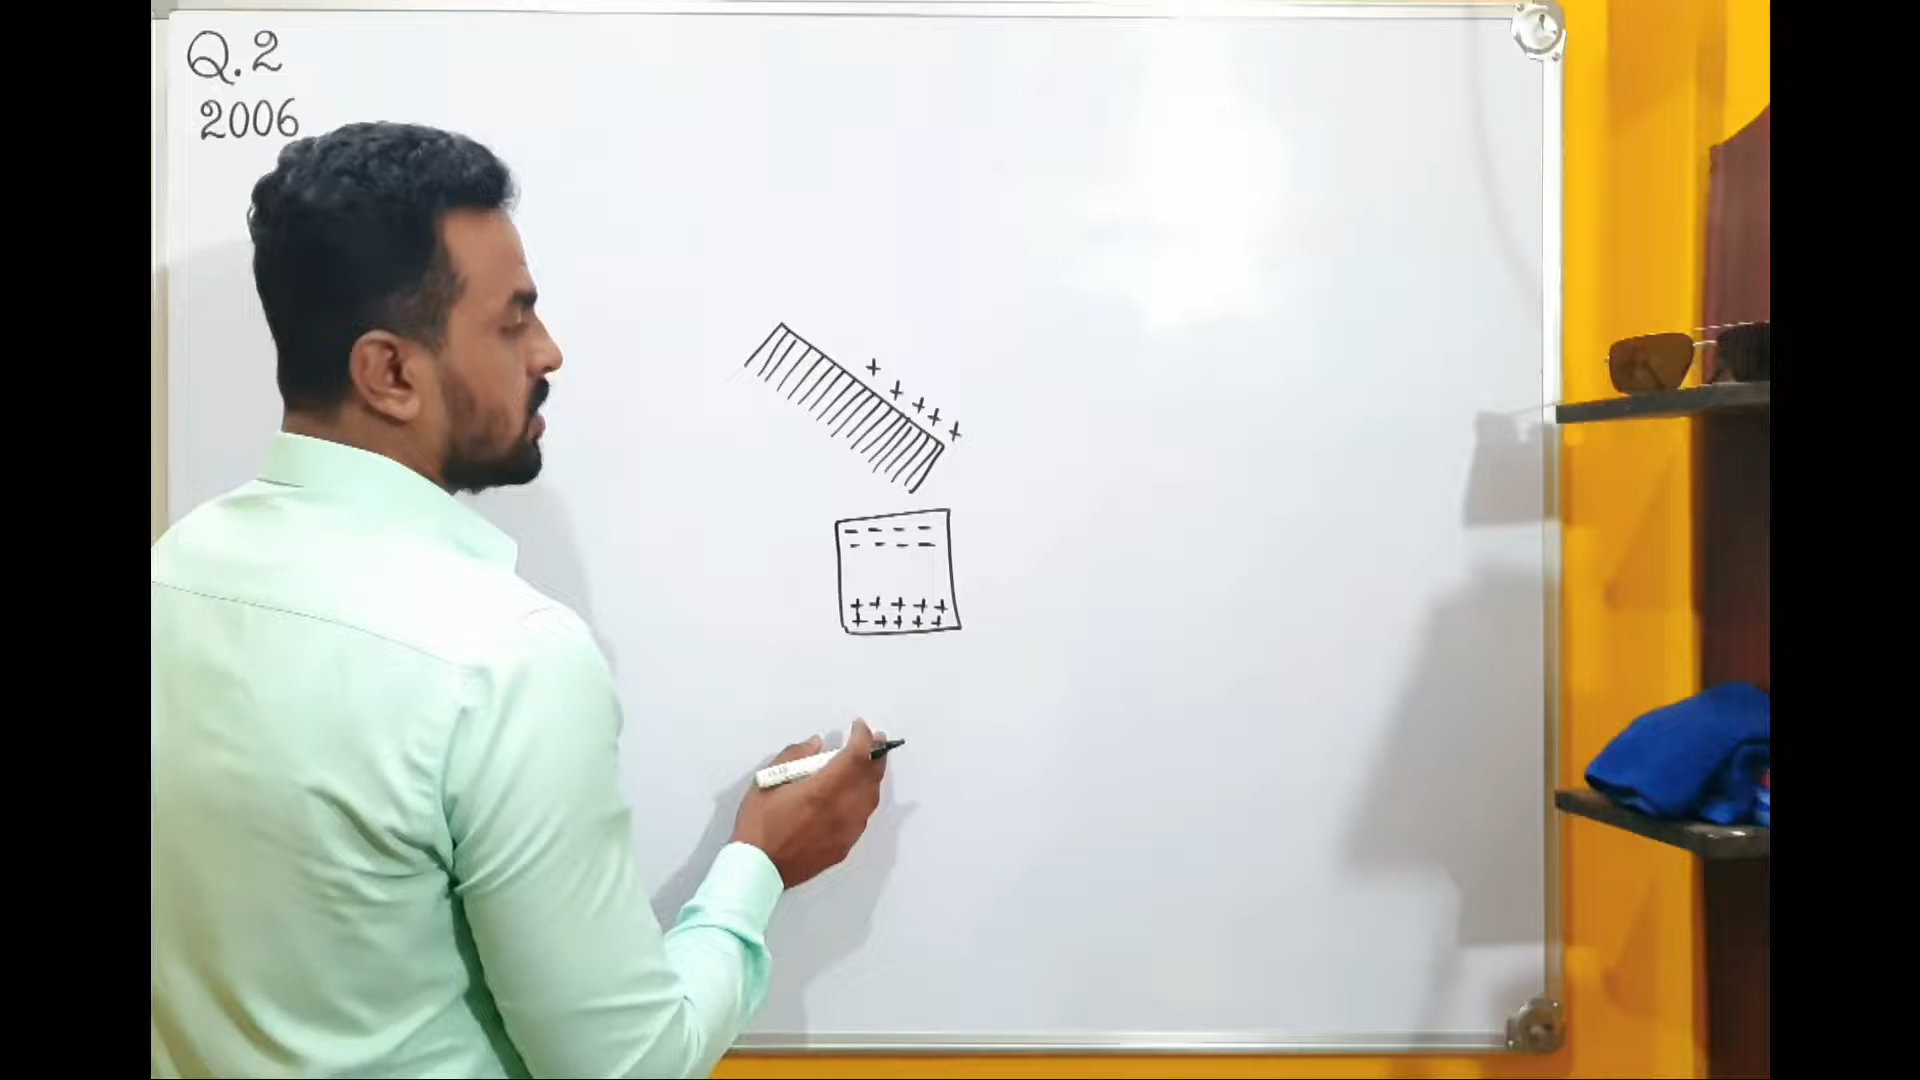 Q.2
2006
+ + + + +
- - - -
- - - -
+ + + + +
+ + + + +